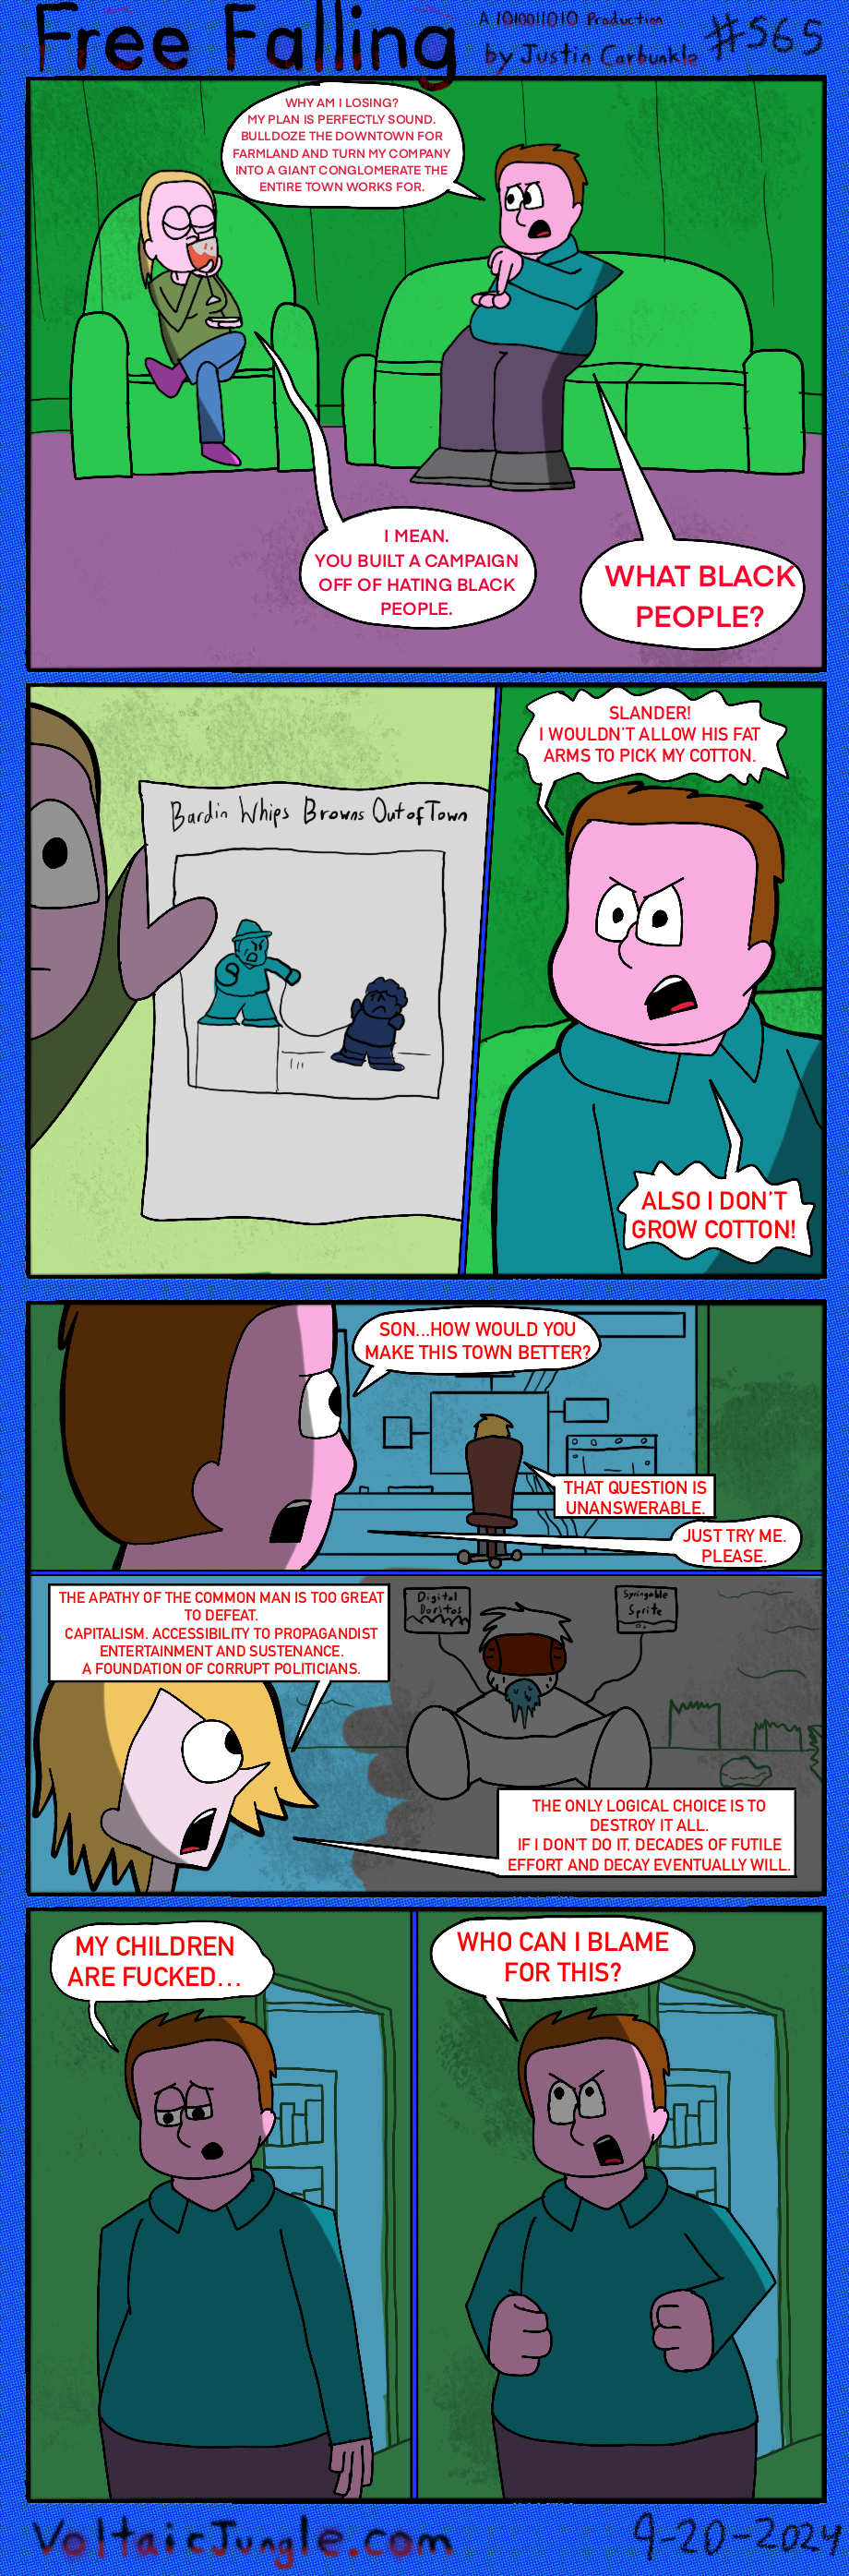 Free Falling
A 1010011010 Production
by Justin Carbunkle
#565
WHY AM I LOSING?
MY PLAN IS PERFECTLY SOUND.
BULLDOZE THE DOWNTOWN FOR
FARMLAND AND TURN MY COMPANY
INTO A GIANT CONGLOMERATE THE
ENTIRE TOWN WORKS FOR.
I MEAN.
YOU BUILT A CAMPAIGN
OFF OF HATING BLACK
PEOPLE.
WHAT BLACK
PEOPLE?
Bardin Whips Browns Out of Town
SLANDER!
I WOULDN'T ALLOW HIS FAT
ARMS TO PICK MY COTTON.
ALSO I DON'T
GROW COTTON!
SON...HOW WOULD YOU
MAKE THIS TOWN BETTER?
THAT QUESTION IS
UNANSWERABLE.
JUST TRY ME.
PLEASE.
THE APATHY OF THE COMMON MAN IS TOO GREAT
TO DEFEAT.
CAPITALISM. ACCESSIBILITY TO PROPAGANDIST
ENTERTAINMENT AND SUSTENANCE.
A FOUNDATION OF CORRUPT POLITICIANS.
Digital
Doritos
Syringable
Sprite
THE ONLY LOGICAL CHOICE IS TO
DESTROY IT ALL.
IF I DON'T DO IT, DECADES OF FUTILE
EFFORT AND DECAY EVENTUALLY WILL.
MY CHILDREN
ARE FUCKED...
WHO CAN I BLAME
FOR THIS?
VoltaicJungle.com
9-20-2024